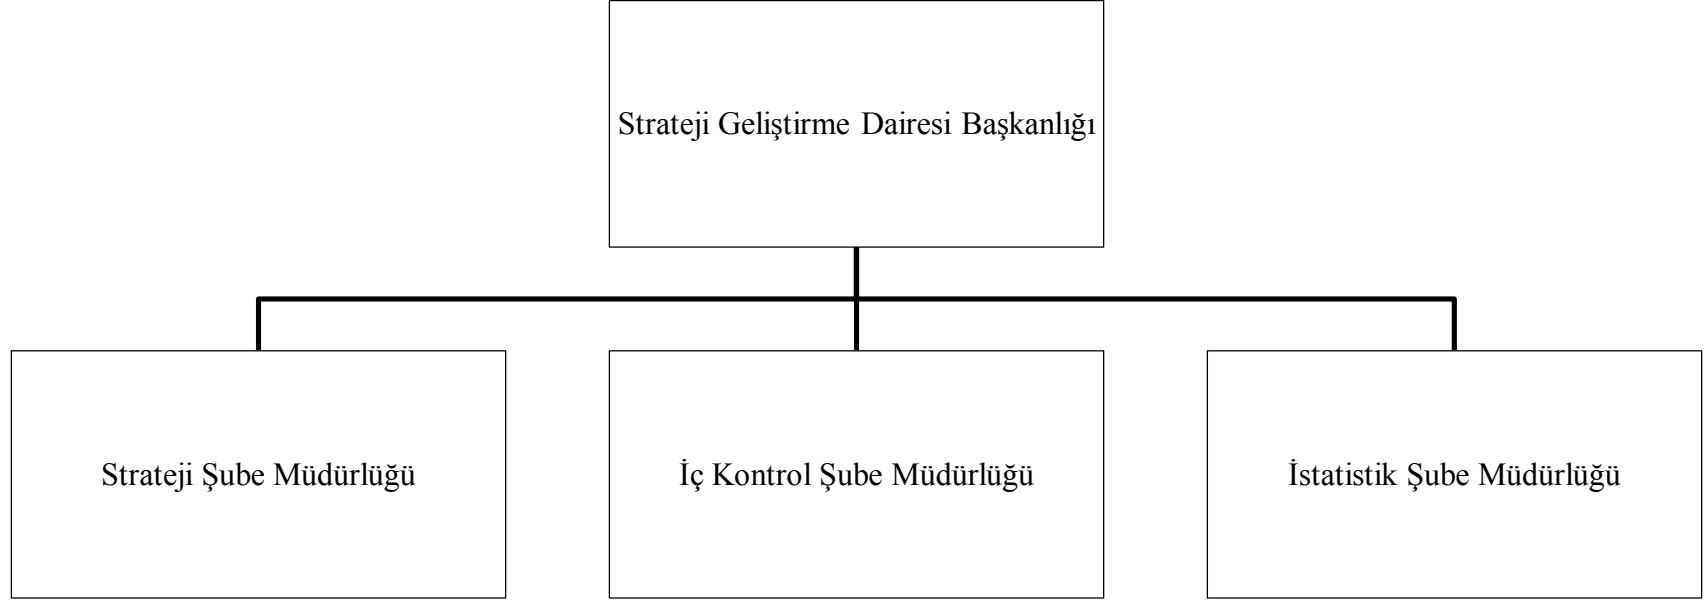 Strateji Geliştirme Dairesi Başkanlığı
Strateji Şube Müdürlüğü
İç Kontrol Şube Müdürlüğü
İstatistik Şube Müdürlüğü